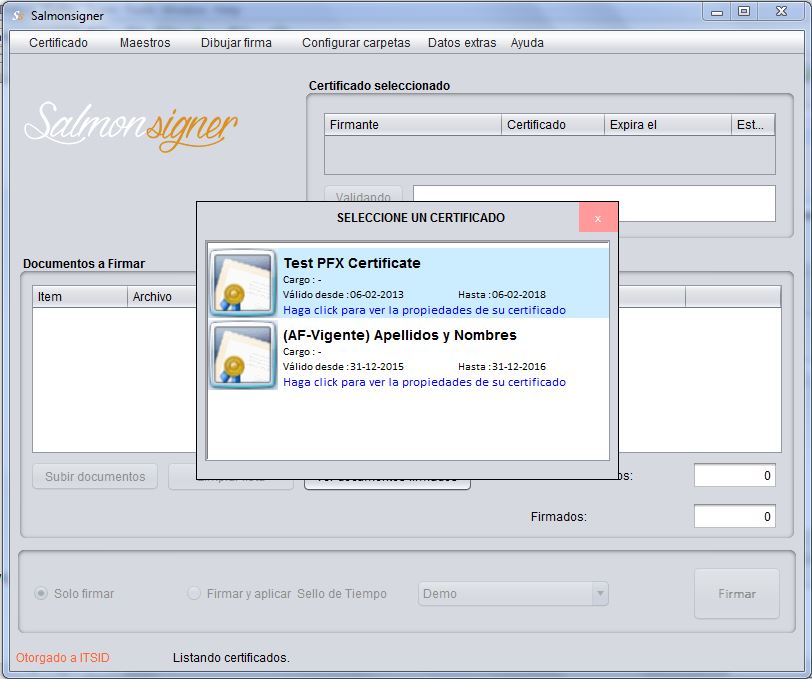 Salmonsigner
Certificado Maestros Dibujar firma Configurar carpetas Datos extras Ayuda
Salmonsigner
Certificado seleccionado
Firmante Certificado Expira el Est...
Validando
SELECCIONE UN CERTIFICADO x
Test PFX Certificate
Cargo : -
Válido desde : 06-02-2013 Hasta : 06-02-2018
Haga click para ver la propiedades de su certificado
(AF-Vigente) Apellidos y Nombres
Cargo : -
Válido desde : 31-12-2015 Hasta : 31-12-2016
Haga click para ver la propiedades de su certificado
Documentos a Firmar
Item Archivo
Subir documentos
0
Firmados: 0
Solo firmar Firmar y aplicar Sello de Tiempo Demo Firmar
Otorgado a ITSID Listando certificados.